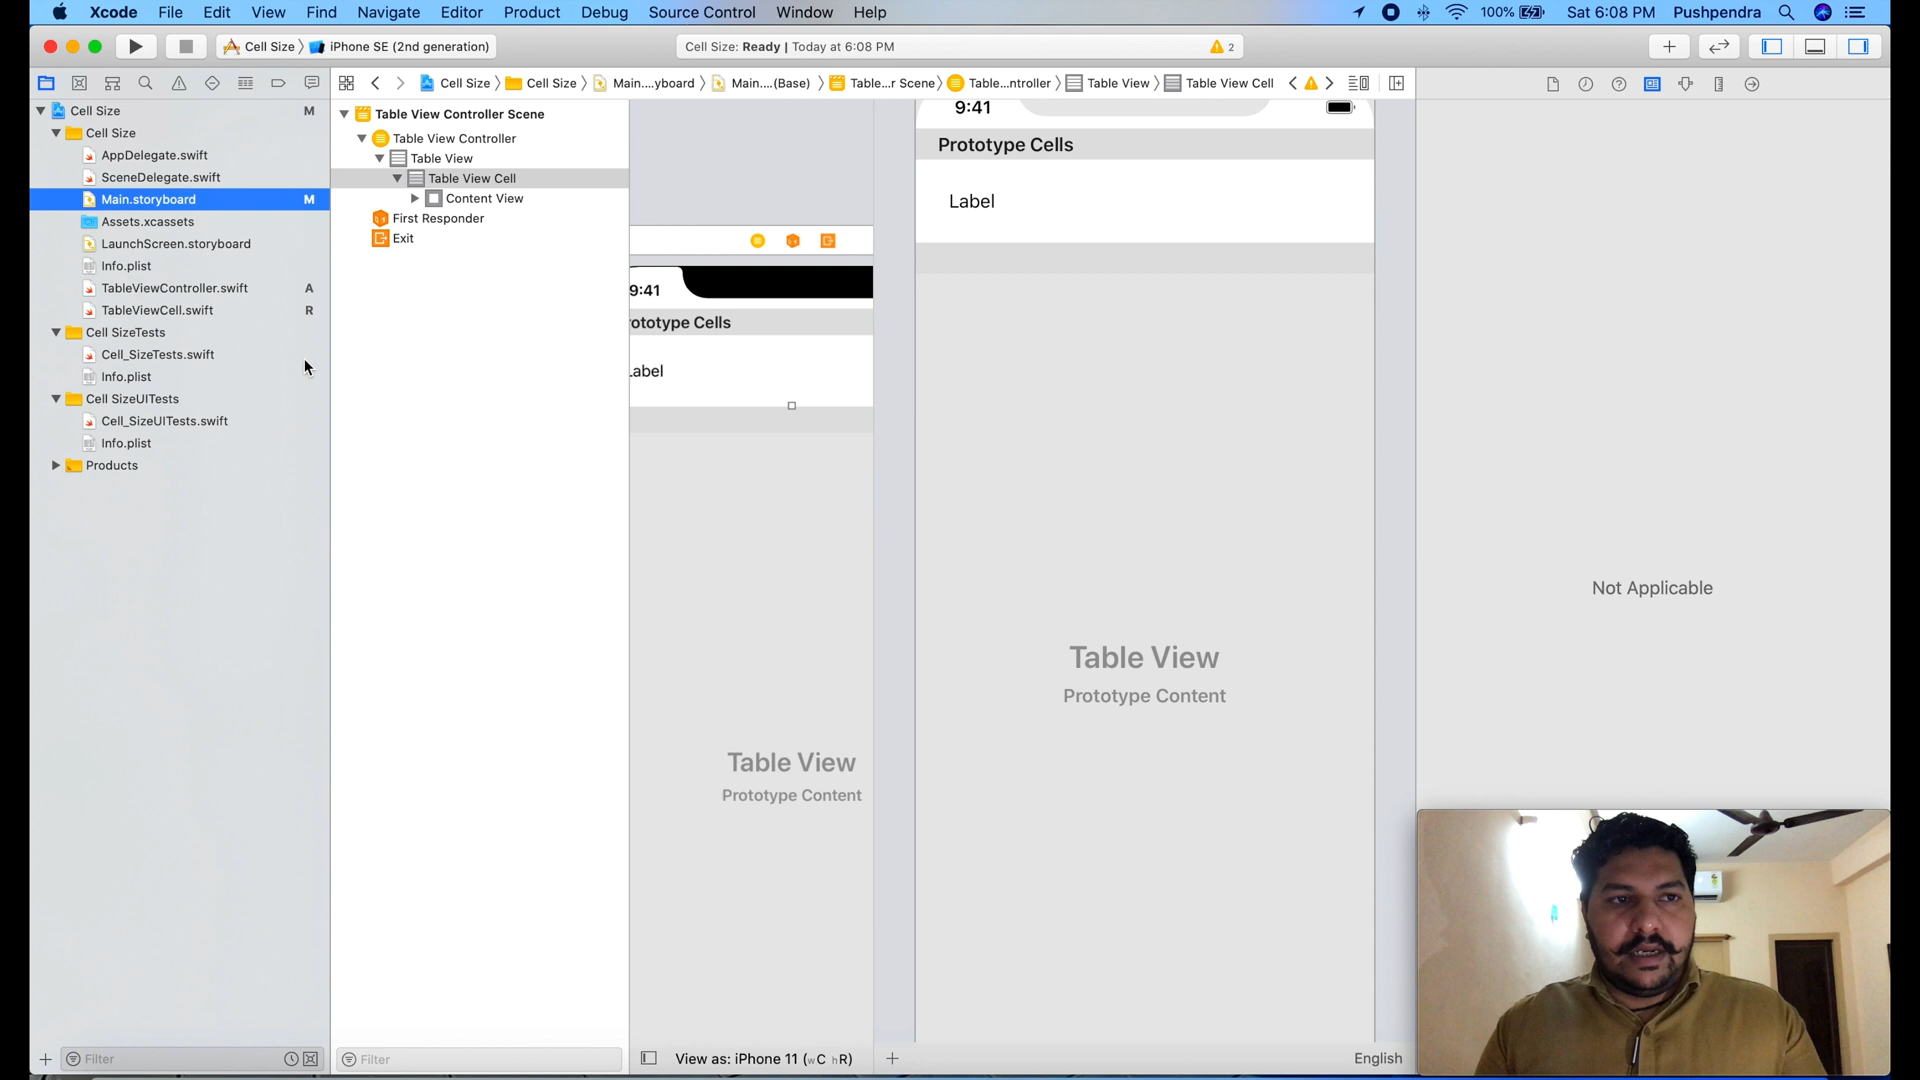 Xcode File Edit View Find Navigate Editor Product Debug Source Control Window Help
100% Sat 6:08 PM Pushpendra
Cell Size iPhone SE (2nd generation)
Cell Size: Ready | Today at 6:08 PM
2
Cell Size Cell Size Main....yboard Main....(Base) Table...r Scene Table...ntroller Table View Table View Cell
Cell Size M
Cell Size
AppDelegate.swift
SceneDelegate.swift
Main.storyboard M
Assets.xcassets
LaunchScreen.storyboard
Info.plist
TableViewController.swift A
TableViewCell.swift R
Cell SizeTests
Cell_SizeTests.swift
Info.plist
Cell SizeUITests
Cell_SizeUITests.swift
Info.plist
Products
Filter
Table View Controller Scene
Table View Controller
Table View
Table View Cell
Content View
First Responder
Exit
Filter
9:41
ototype Cells
abel
Table View
Prototype Content
View as: iPhone 11 (wC hR)
9:41
Prototype Cells
Label
Table View
Prototype Content
English
Not Applicable